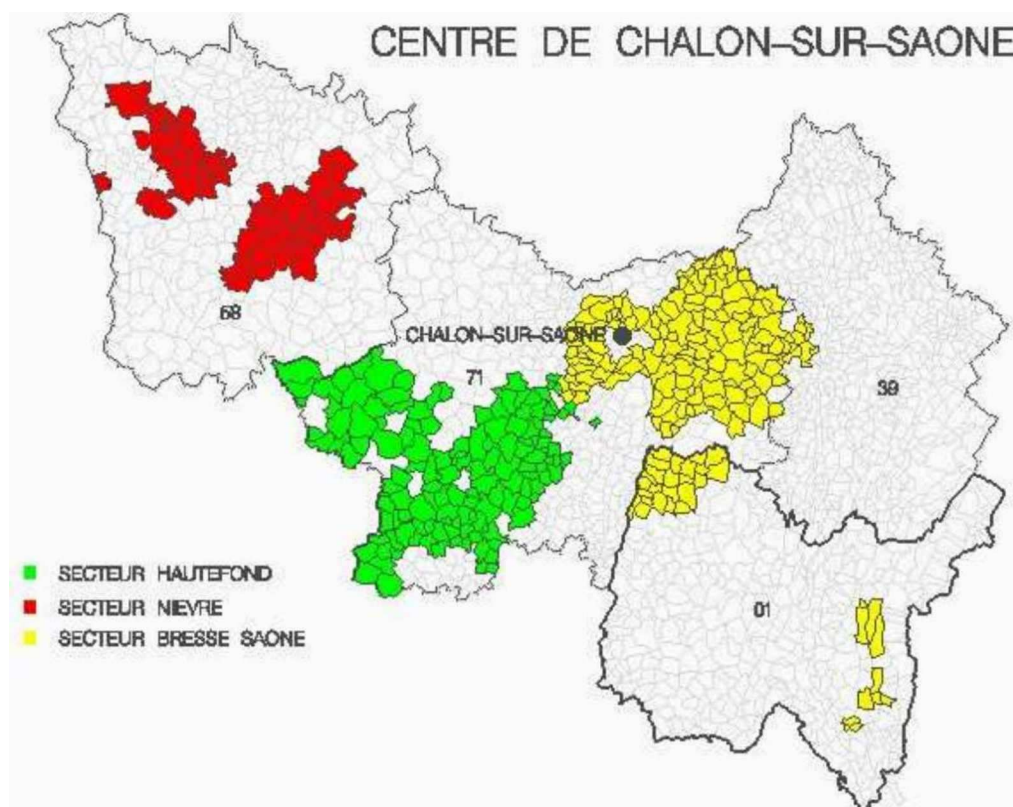 CENTRE DE CHALON–SUR–SAONE
58
CHALON–SUR–SAONE
71
39
01
SECTEUR HAUTEFOND
SECTEUR NIEVRE
SECTEUR BRESSE SAONE